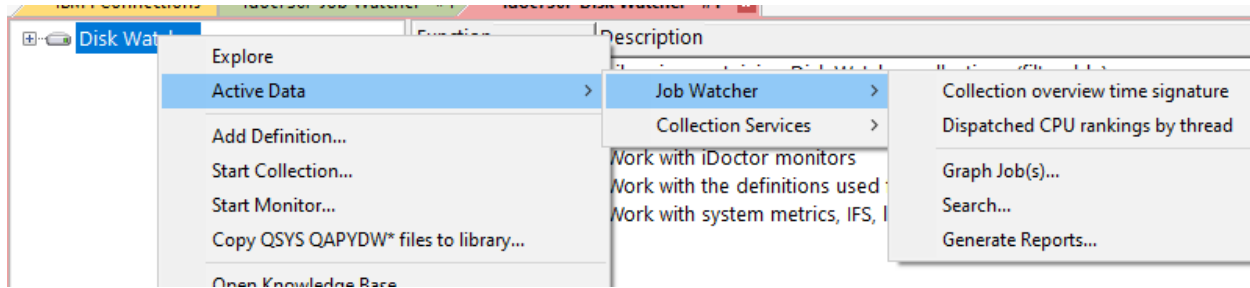 Disk Wat
Function
Description
Explore
Active Data
Job Watcher
Collection overview time signature
Collection Services
Dispatched CPU rankings by thread
Add Definition...
Start Collection...
Work with iDoctor monitors
Graph Job(s)...
Work with the definitions used
Start Monitor...
Search...
Work with system metrics, IFS,
Copy QSYS QAPYDW* files to library...
Generate Reports...
Open Knowledge Base